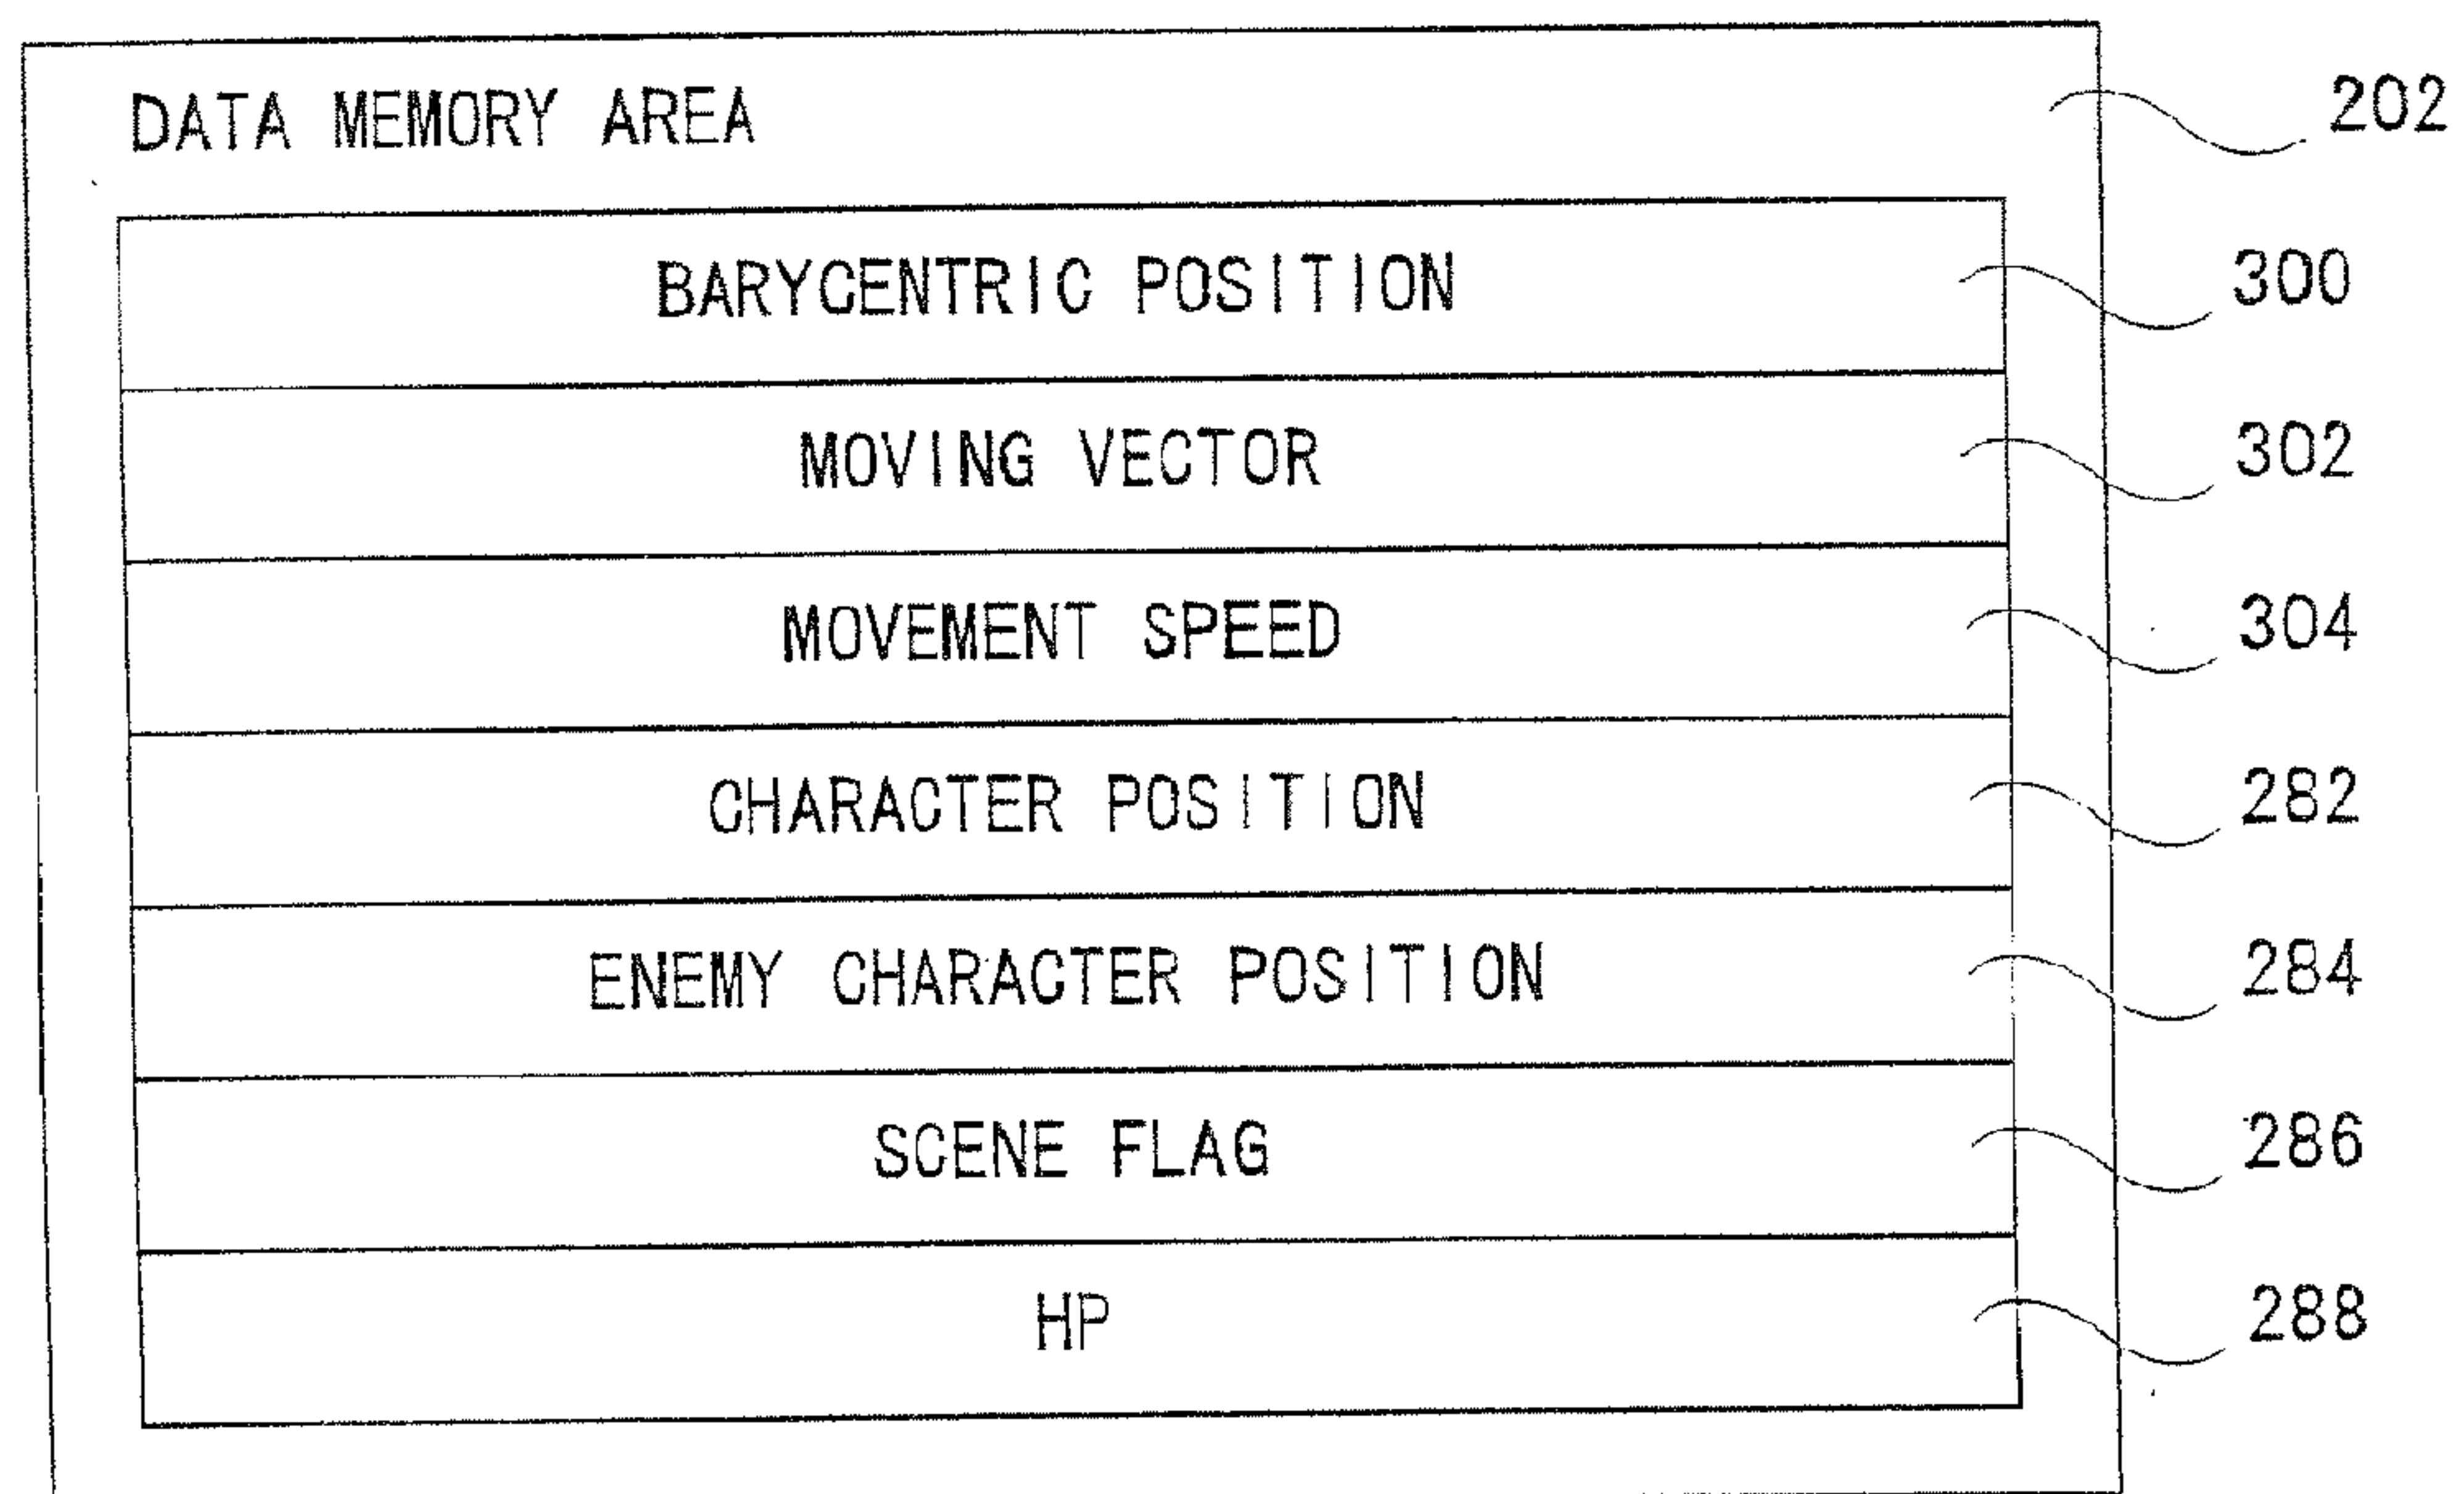 DATA MEMORY AREA 202
BARYCENTRIC POSITION 300
MOVING VECTOR 302
MOVEMENT SPEED 304
CHARACTER POSITION 282
ENEMY CHARACTER POSITION 284
SCENE FLAG 286
HP 288